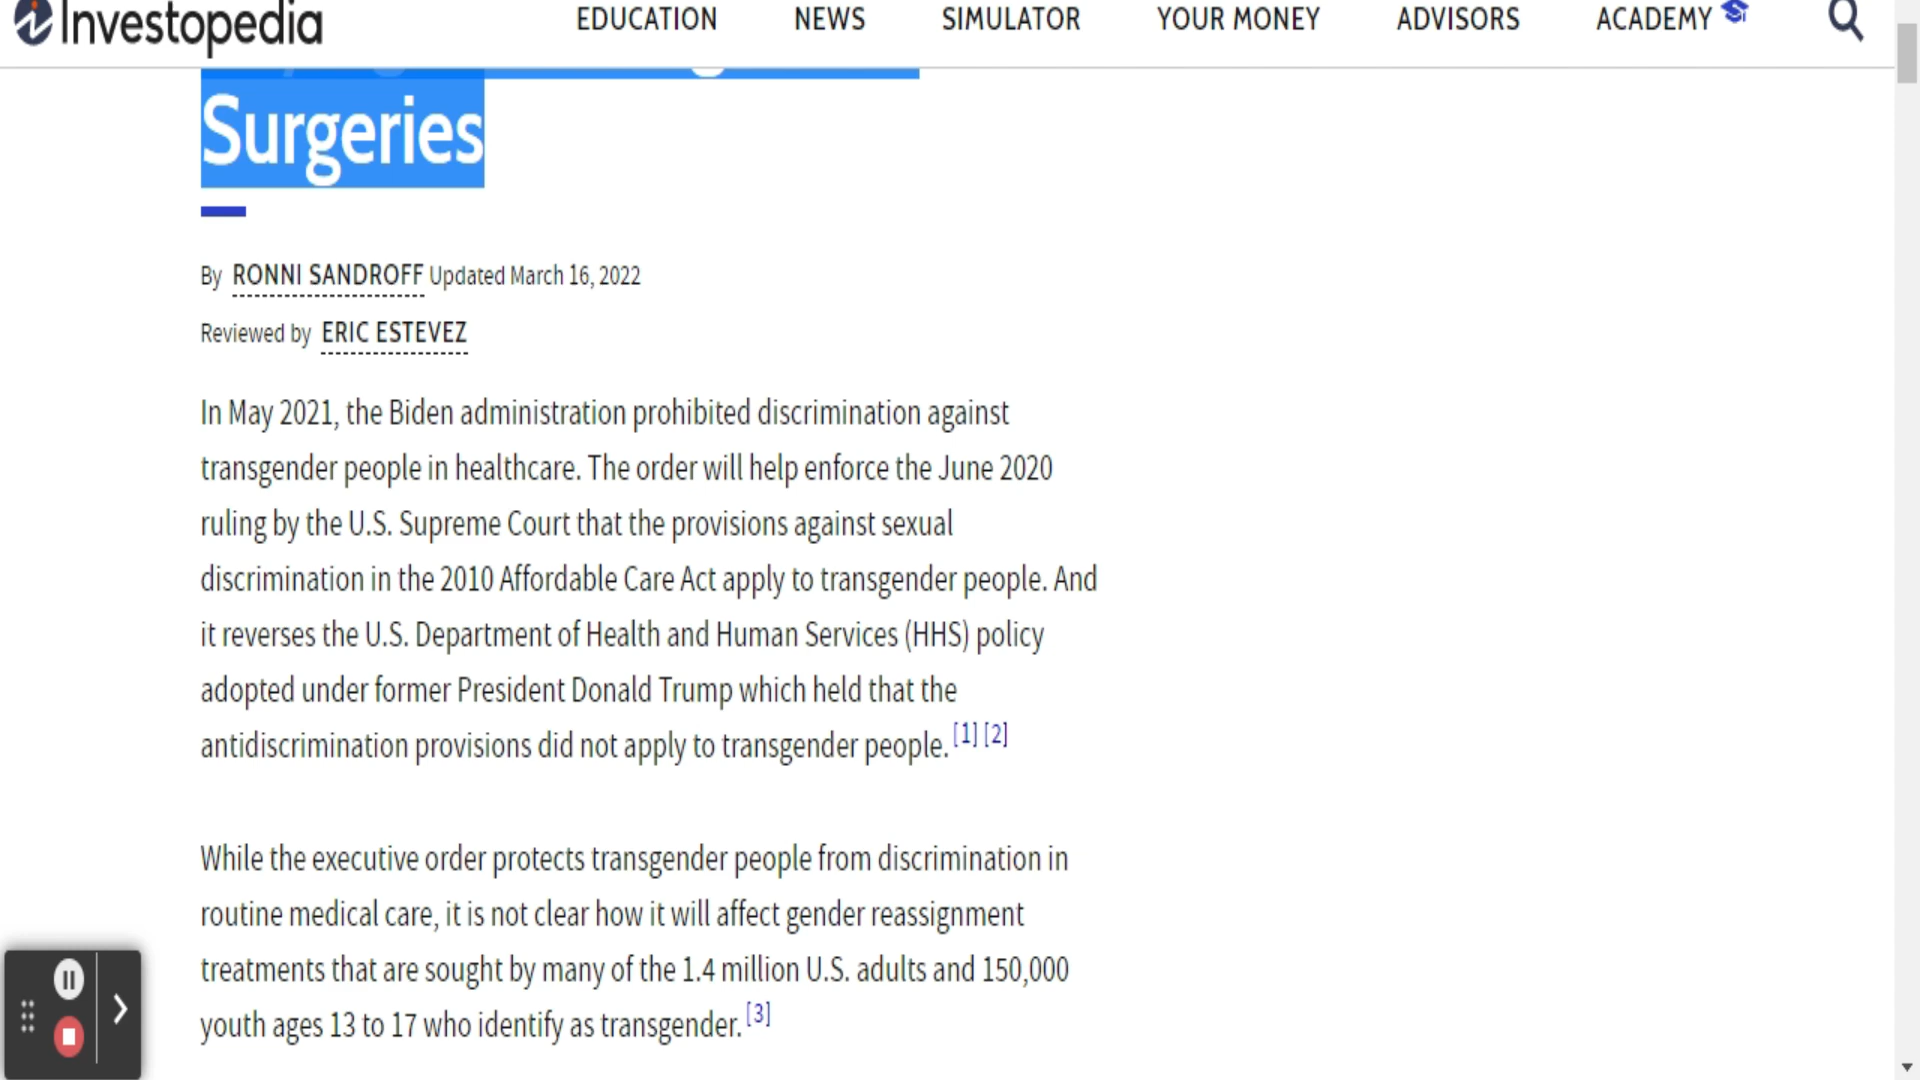 Investopedia
EDUCATION NEWS SIMULATOR YOUR MONEY ADVISORS ACADEMY
Surgeries
By RONNI SANDROFF Updated March 16, 2022
Reviewed by ERIC ESTEVEZ
In May 2021, the Biden administration prohibited discrimination against
transgender people in healthcare. The order will help enforce the June 2020
ruling by the U.S. Supreme Court that the provisions against sexual
discrimination in the 2010 Affordable Care Act apply to transgender people. And
it reverses the U.S. Department of Health and Human Services (HHS) policy
adopted under former President Donald Trump which held that the
antidiscrimination provisions did not apply to transgender people. [1] [2]
While the executive order protects transgender people from discrimination in
routine medical care, it is not clear how it will affect gender reassignment
treatments that are sought by many of the 1.4 million U.S. adults and 150,000
youth ages 13 to 17 who identify as transgender. [3]